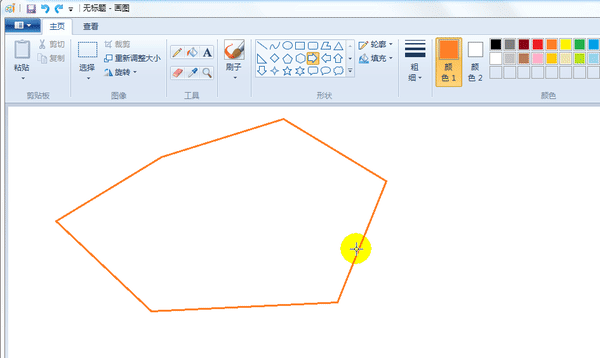 无标题 - 画图
主页 查看
粘贴
剪切
复制
剪贴板
选择
裁剪
重新调整大小
旋转
图像
A
工具
刷子
轮廓
填充
形状
粗细
颜色 1
颜色 2
颜色